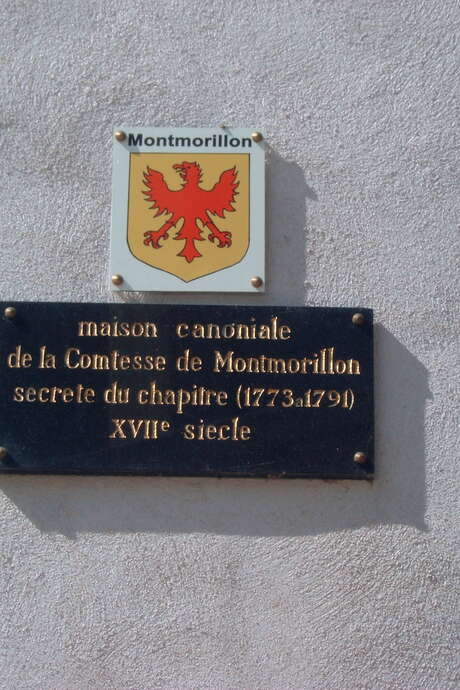 Montmorillon
maison canoniale
de la Comtesse de Montmorillon
secrete du chapitre (1773a1791)
XVIIe siecle